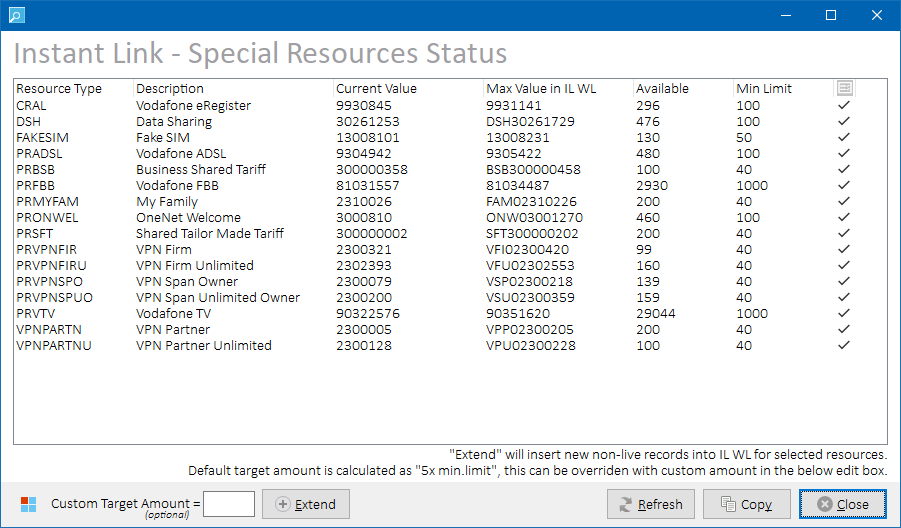 Instant Link - Special Resources Status
Resource Type Description Current Value Max Value in IL WL Available Min Limit
CRAL Vodafone eRegister 9930845 9931141 296 100
DSH Data Sharing 30261253 DSH30261729 476 100
FAKESIM Fake SIM 13008101 13008231 130 50
PRADSL Vodafone ADSL 9304942 9305422 480 100
PRBSB Business Shared Tariff 300000358 BSB300000458 100 40
PRFBB Vodafone FBB 81031557 81034487 2930 1000
PRMYFAM My Family 2310026 FAM02310226 200 40
PRONWEL OneNet Welcome 3000810 ONW03001270 460 100
PRSFT Shared Tailor Made Tariff 300000002 SFT300000202 200 40
PRVPNFIR VPN Firm 2300321 VFI02300420 99 40
PRVPNFIRU VPN Firm Unlimited 2302393 VFU02302553 160 40
PRVPNSPO VPN Span Owner 2300079 VSP02300218 139 40
PRVPNSPUO VPN Span Unlimited Owner 2300200 VSU02300359 159 40
PRVTV Vodafone TV 90322576 90351620 29044 1000
VPNPARTN VPN Partner 2300005 VPP02300205 200 40
VPNPARTNU VPN Partner Unlimited 2300128 VPU02300228 100 40
"Extend" will insert new non-live records into IL WL for selected resources.
Default target amount is calculated as "5x min.limit", this can be overriden with custom amount in the below edit box.
Custom Target Amount = Extend Refresh Copy Close
(optional)